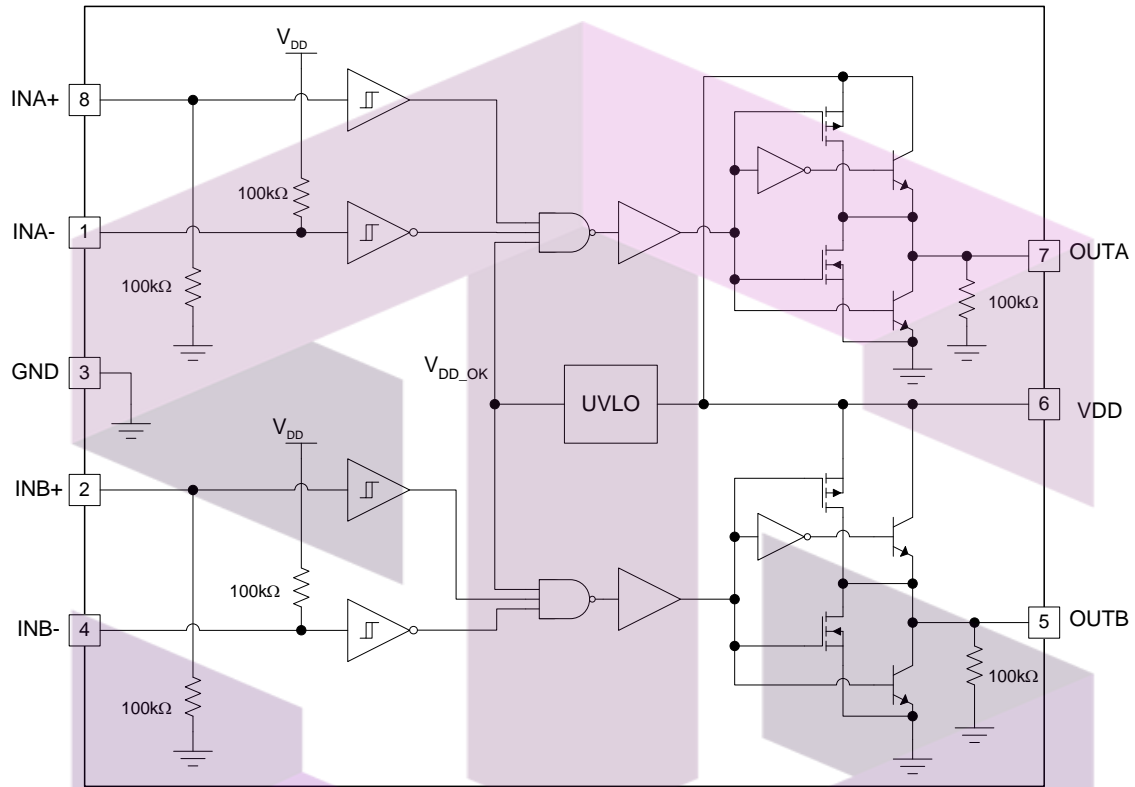 V_DD
INA+
8
100kΩ
INA-
1
7
OUTA
100kΩ
100kΩ
GND
3
V_DD_OK
UVLO
6
VDD
V_DD
INB+
2
100kΩ
INB-
4
5
OUTB
100kΩ
100kΩ